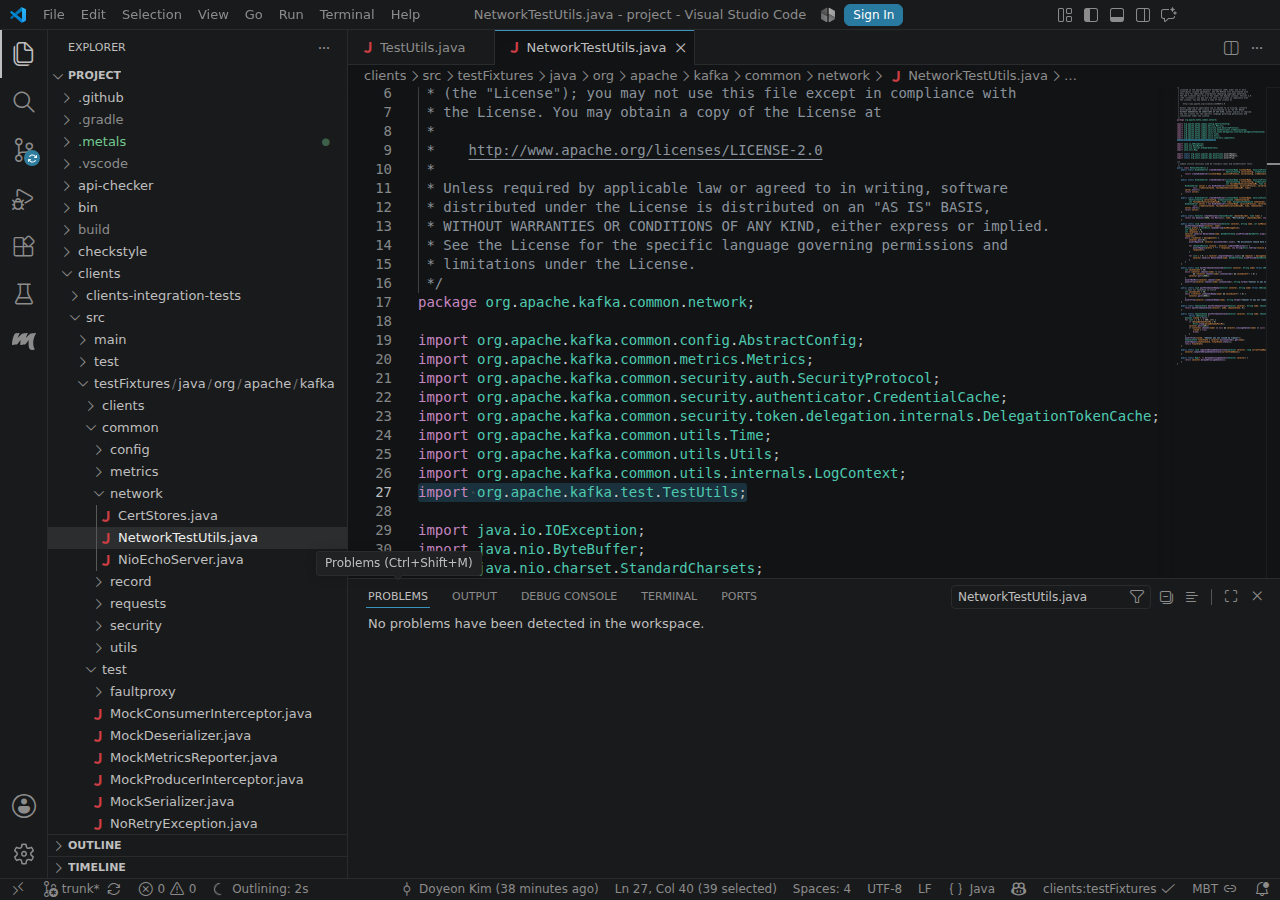 File Edit Selection View Go Run Terminal Help
NetworkTestUtils.java - project - Visual Studio Code
Sign In
EXPLORER
PROJECT
.github
.gradle
.metals
.vscode
api-checker
bin
build
checkstyle
clients
clients-integration-tests
src
main
test
testFixtures/java/org/apache/kafka
clients
common
config
metrics
network
CertStores.java
NetworkTestUtils.java
NioEchoServer.java
record
requests
security
utils
test
faultproxy
MockConsumerInterceptor.java
MockDeserializer.java
MockMetricsReporter.java
MockProducerInterceptor.java
MockSerializer.java
NoRetryException.java
OUTLINE
TIMELINE
TestUtils.java
NetworkTestUtils.java
clients > src > testFixtures > java > org > apache > kafka > common > network > NetworkTestUtils.java > ...
6 * (the "License"); you may not use this file except in compliance with
7 * the License. You may obtain a copy of the License at
8 *
9 *    http://www.apache.org/licenses/LICENSE-2.0
10 *
11 * Unless required by applicable law or agreed to in writing, software
12 * distributed under the License is distributed on an "AS IS" BASIS,
13 * WITHOUT WARRANTIES OR CONDITIONS OF ANY KIND, either express or implied.
14 * See the License for the specific language governing permissions and
15 * limitations under the License.
16 */
17 package org.apache.kafka.common.network;
18
19 import org.apache.kafka.common.config.AbstractConfig;
20 import org.apache.kafka.common.metrics.Metrics;
21 import org.apache.kafka.common.security.auth.SecurityProtocol;
22 import org.apache.kafka.common.security.authenticator.CredentialCache;
23 import org.apache.kafka.common.security.token.delegation.internals.DelegationTokenCache;
24 import org.apache.kafka.common.utils.Time;
25 import org.apache.kafka.common.utils.Utils;
26 import org.apache.kafka.common.utils.internals.LogContext;
27 import org.apache.kafka.test.TestUtils;
28
29 import java.io.IOException;
30 import java.nio.ByteBuffer;
java.nio.charset.StandardCharsets;
Problems (Ctrl+Shift+M)
PROBLEMS OUTPUT DEBUG CONSOLE TERMINAL PORTS
NetworkTestUtils.java
No problems have been detected in the workspace.
trunk* 0 0 Outlining: 2s Doyeon Kim (38 minutes ago) Ln 27, Col 40 (39 selected) Spaces: 4 UTF-8 LF { } Java clients:testFixtures MBT